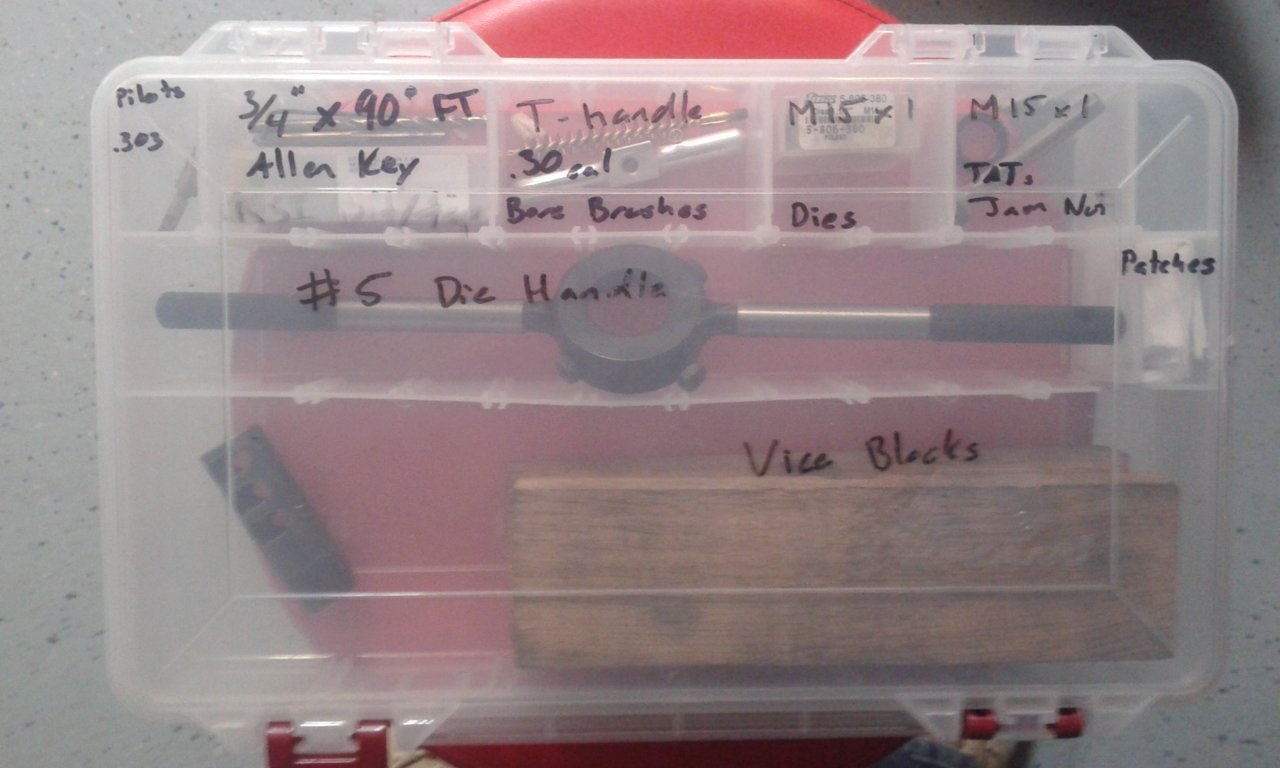 Pilots
.303
3/4" x 90° FT
Allen Key
T-handle
.30 cal
Bore Brushes
M15 x 1
Dies
M15 x 1
TATs
Jam Nut
Patches
#5 Die Handle
Vice Blocks